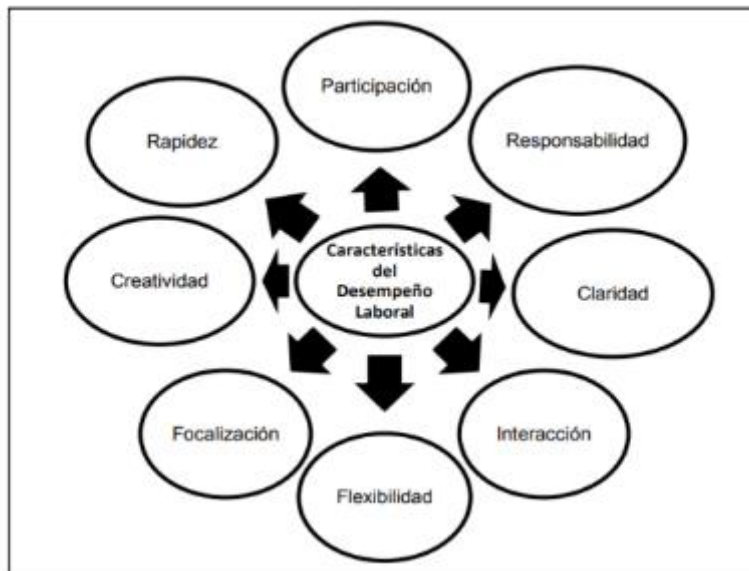 Participación
Rapidez
Responsabilidad
Características
del
Desempeño
Laboral
Creatividad
Claridad
Focalización
Interacción
Flexibilidad